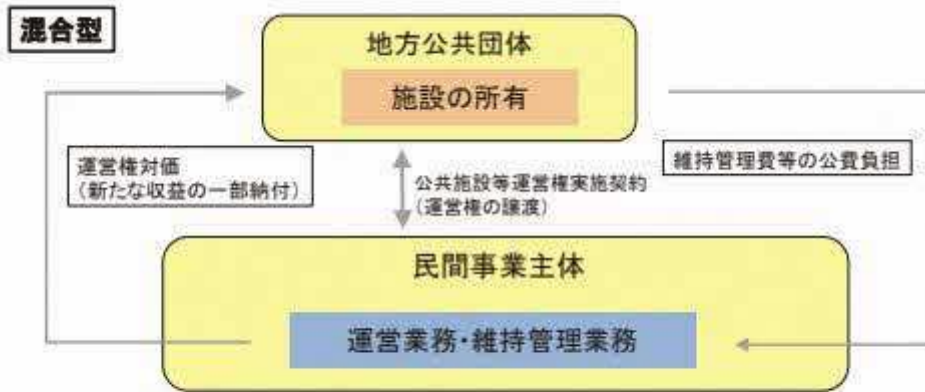 混合型
地方公共団体
施設の所有
運営権対価
(新たな収益の一部納付)
公共施設等運営権実施契約
(運営権の譲渡)
維持管理費等の公費負担
民間事業主体
運営業務・維持管理業務